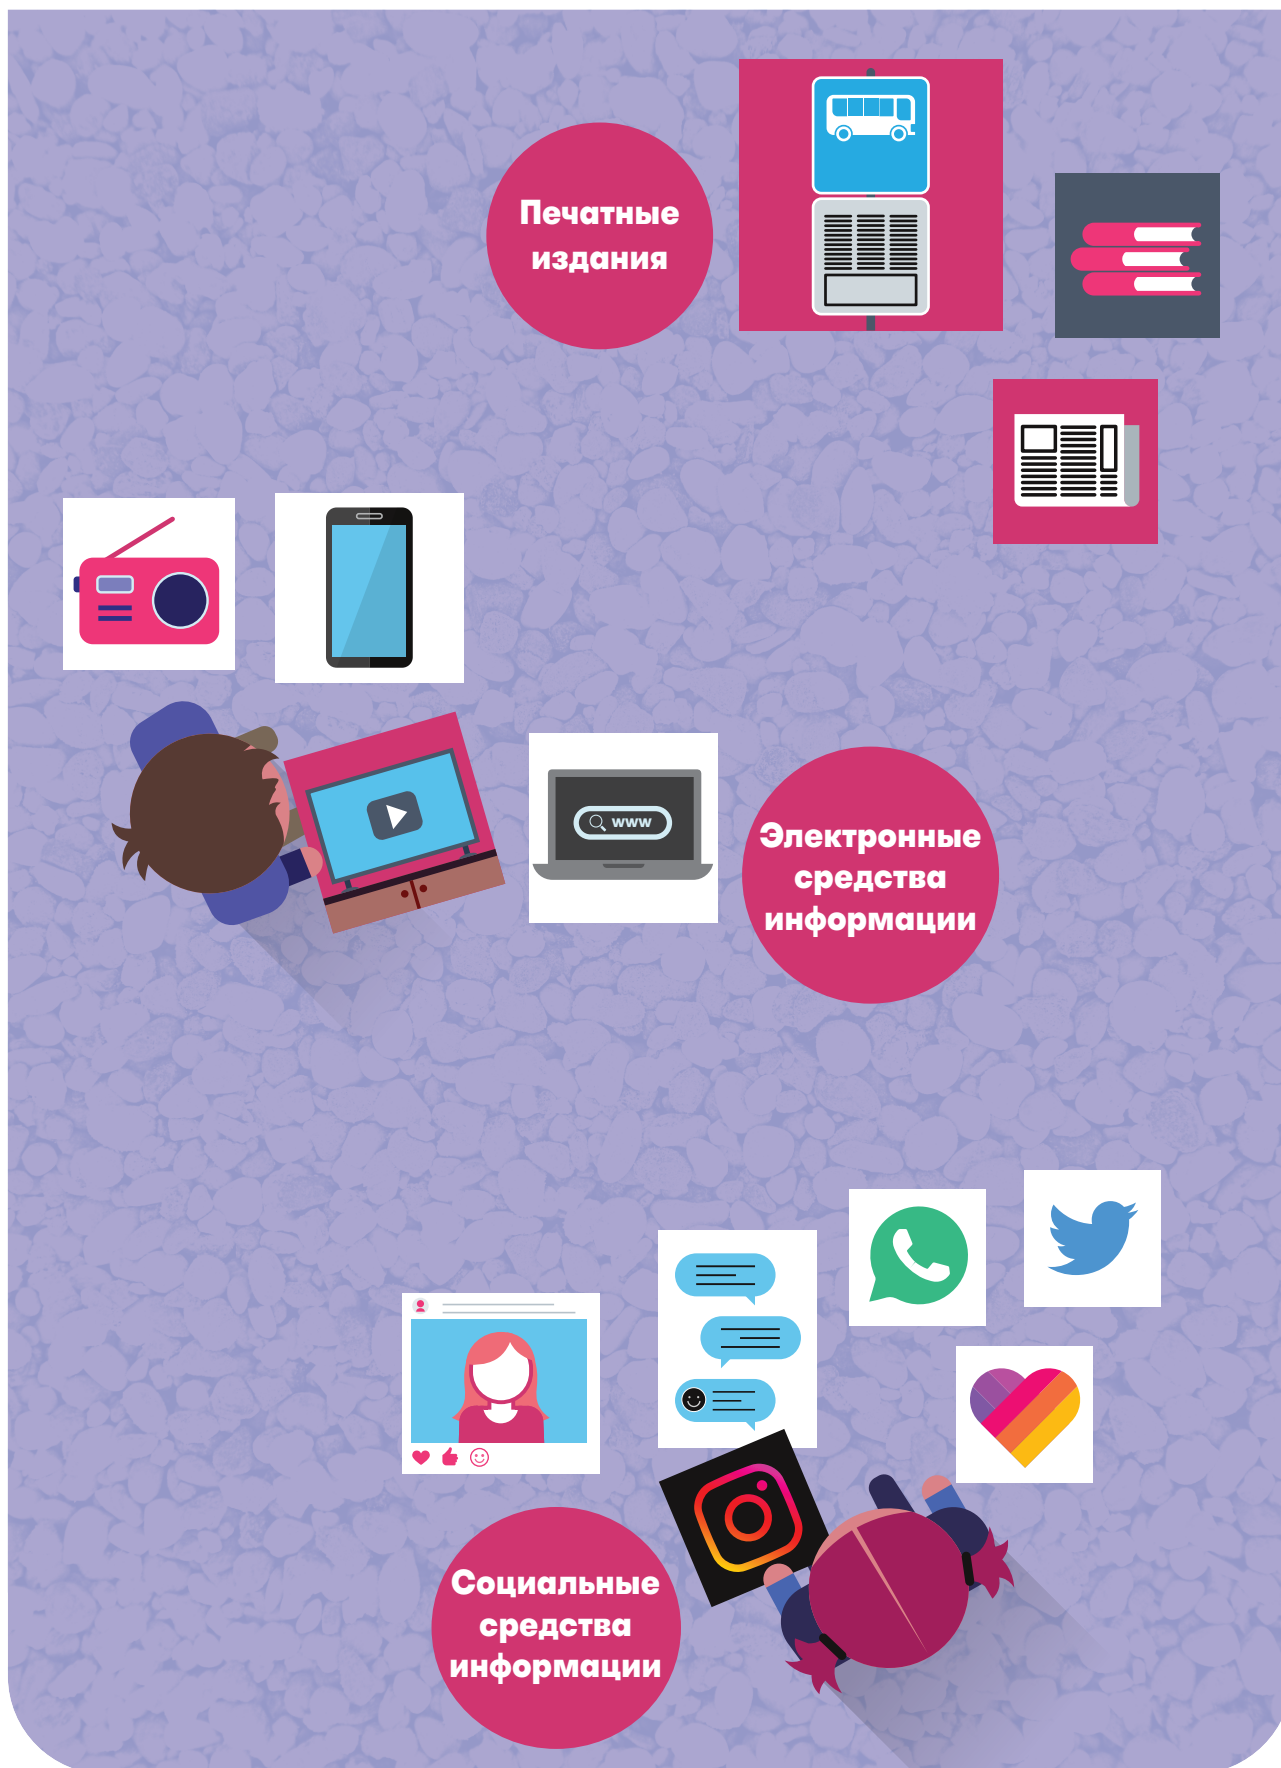 Печатные
издания
www
Электронные
средства
информации
Социальные
средства
информации